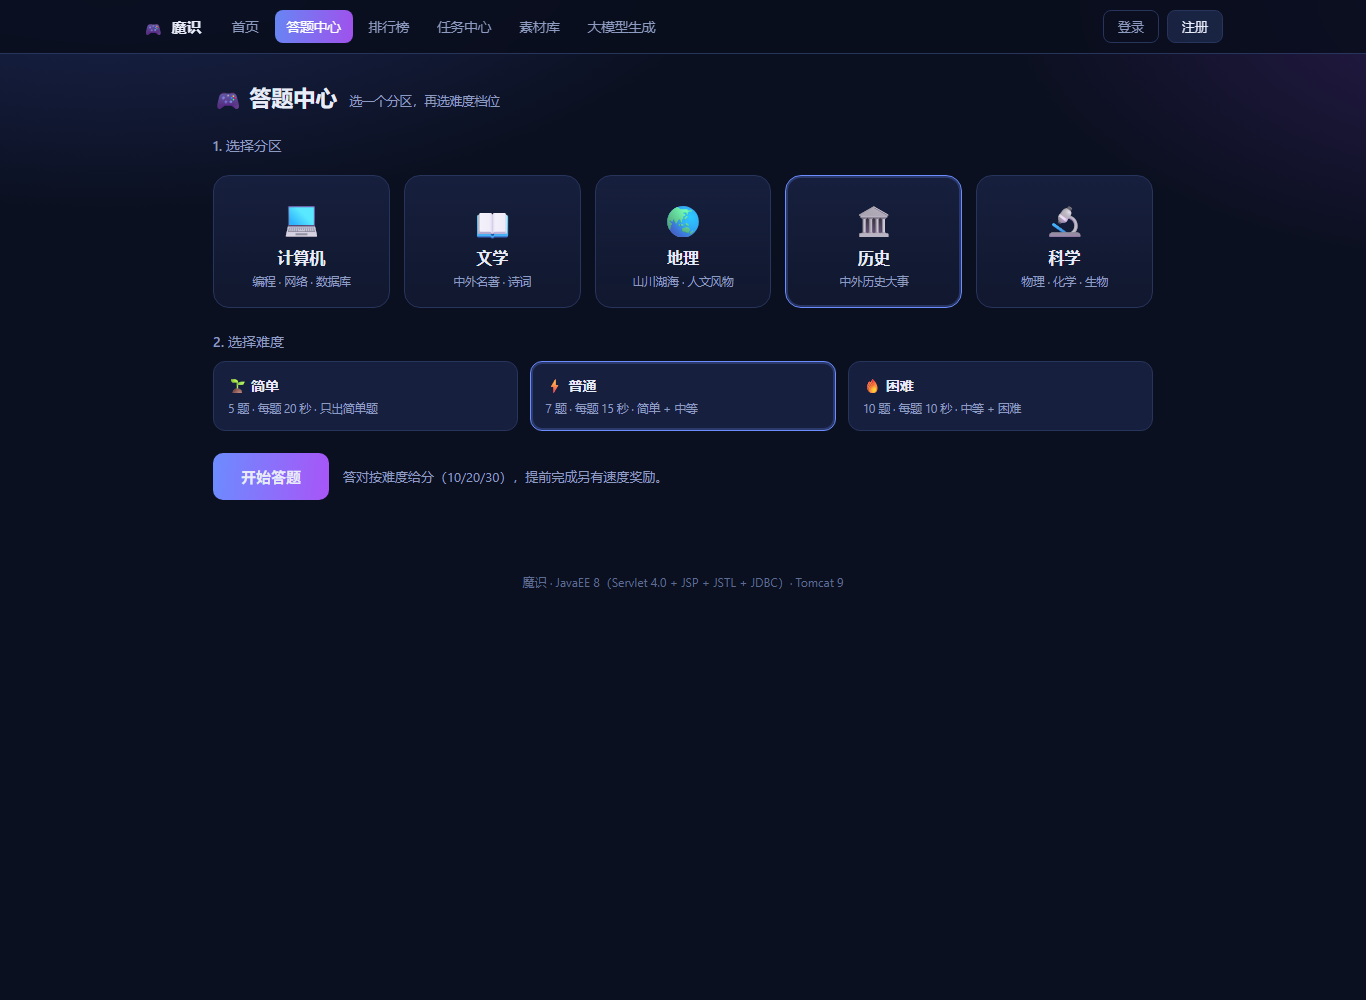 魔识 首页 答题中心 排行榜 任务中心 素材库 大模型生成 登录 注册
答题中心 选一个分区，再选难度档位
1. 选择分区
计算机 文学 地理 历史 科学
编程 · 网络 · 数据库 中外名著 · 诗词 山川湖海 · 人文风物 中外历史大事 物理 · 化学 · 生物
2. 选择难度
简单 普通 困难
5 题 · 每题 20 秒 · 只出简单题 7 题 · 每题 15 秒 · 简单 + 中等 10 题 · 每题 10 秒 · 中等 + 困难
开始答题 答对按难度给分（10/20/30），提前完成另有速度奖励。
魔识 · JavaEE 8（Servlet 4.0 + JSP + JSTL + JDBC）· Tomcat 9